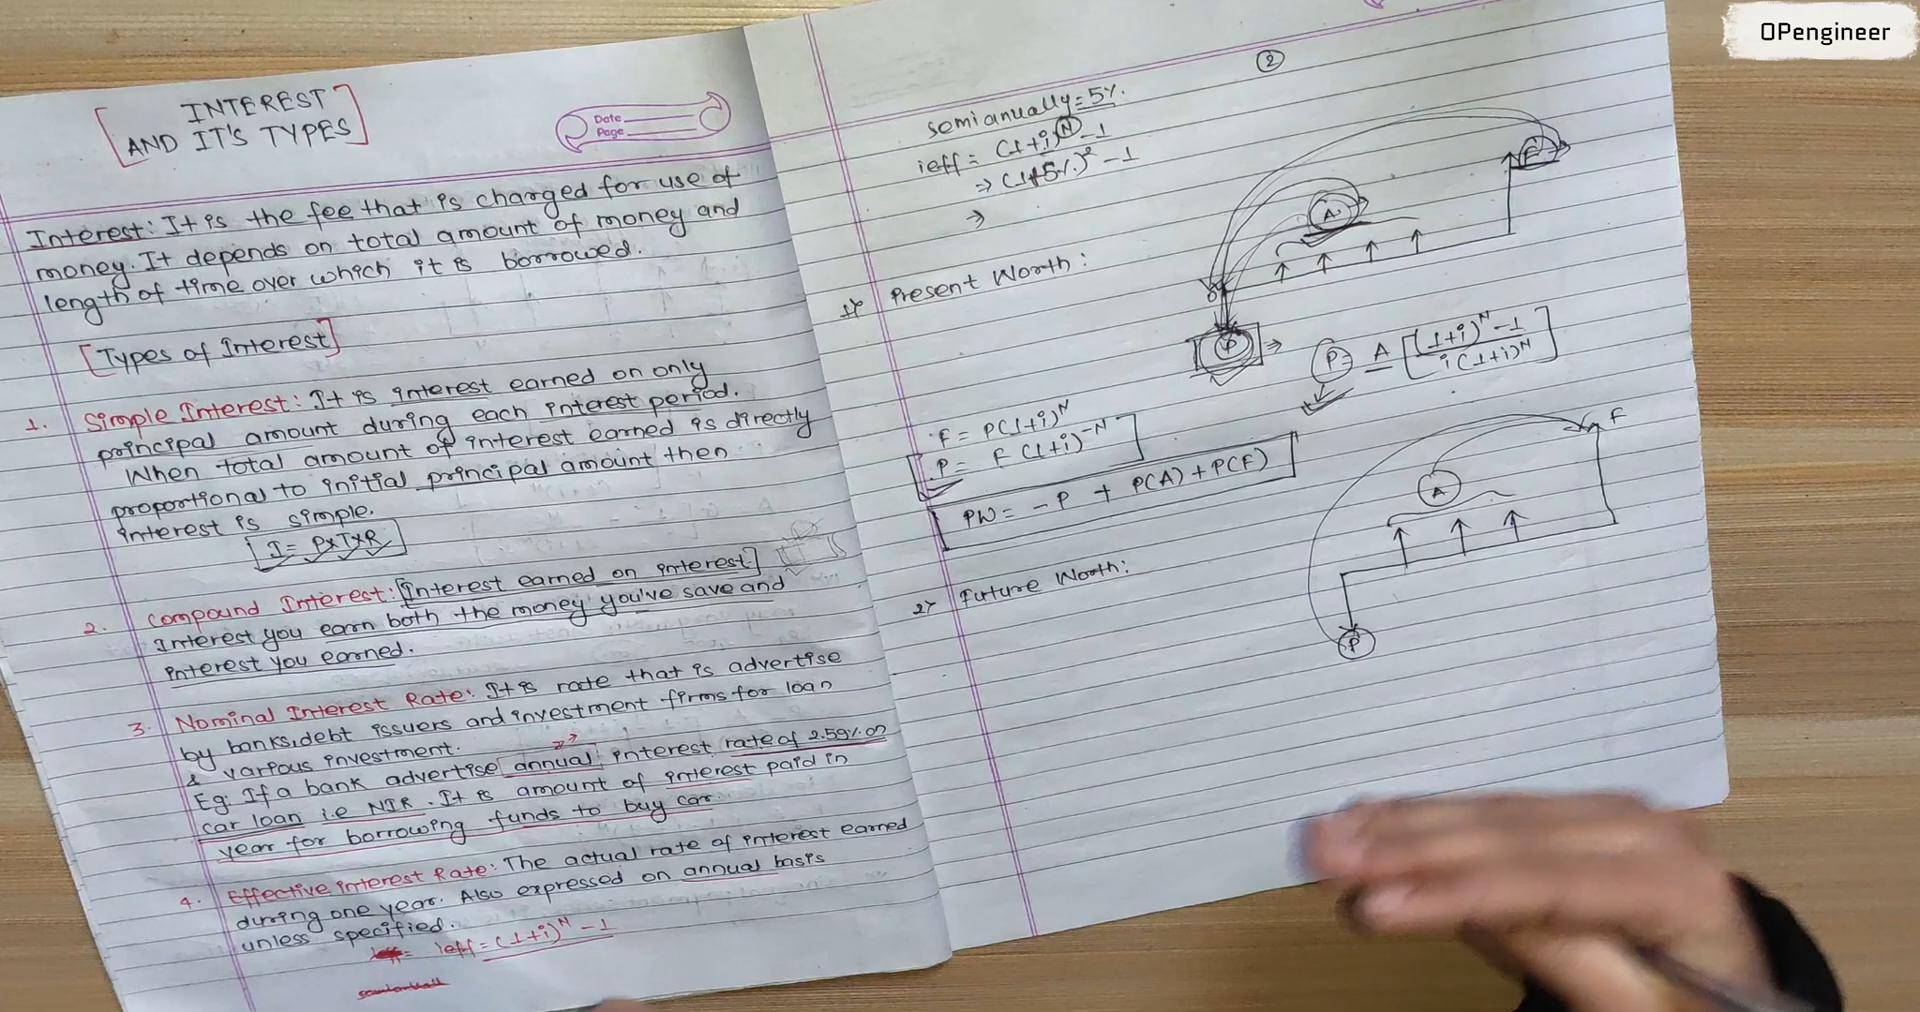 OPengineer
INTEREST
AND IT'S TYPES
Date
Page
Interest: It is the fee that is charged for use of
money. It depends on total amount of money and
length of time over which it is borrowed.
[Types of Interest]
1. Simple Interest: It is interest earned on only
principal amount during each interest period.
When total amount of interest earned is directly
proportional to initial principal amount then
interest is simple.
I = P×T×R
2. Compound Interest: [Interest earned on interest]
Interest you earn both the money you've save and
interest you earned.
3. Nominal Interest Rate: It is rate that is advertise
by banks, debt issuers and investment firms for loan
& various investment.
Eg: If a bank advertise annual interest rate of 2.59% on
car loan i.e NIR. It is amount of interest paid in
year for borrowing funds to buy car.
4. Effective interest Rate: The actual rate of interest earned
during one year. Also expressed on annual basis
unless specified.
ieff = (1+i)^N - 1
2
semianually = 5%.
ieff = (1+i)^N - 1
⇒ (1+5%)² - 1
⇒
F
A
1) Present Worth:
0
P
P = A [(1+i)^N - 1 / i(1+i)^N]
F = P(1+i)^N
P = F(1+i)^-N
PW = -P + P(A) + P(F)
F
A
2) Future Worth:
P